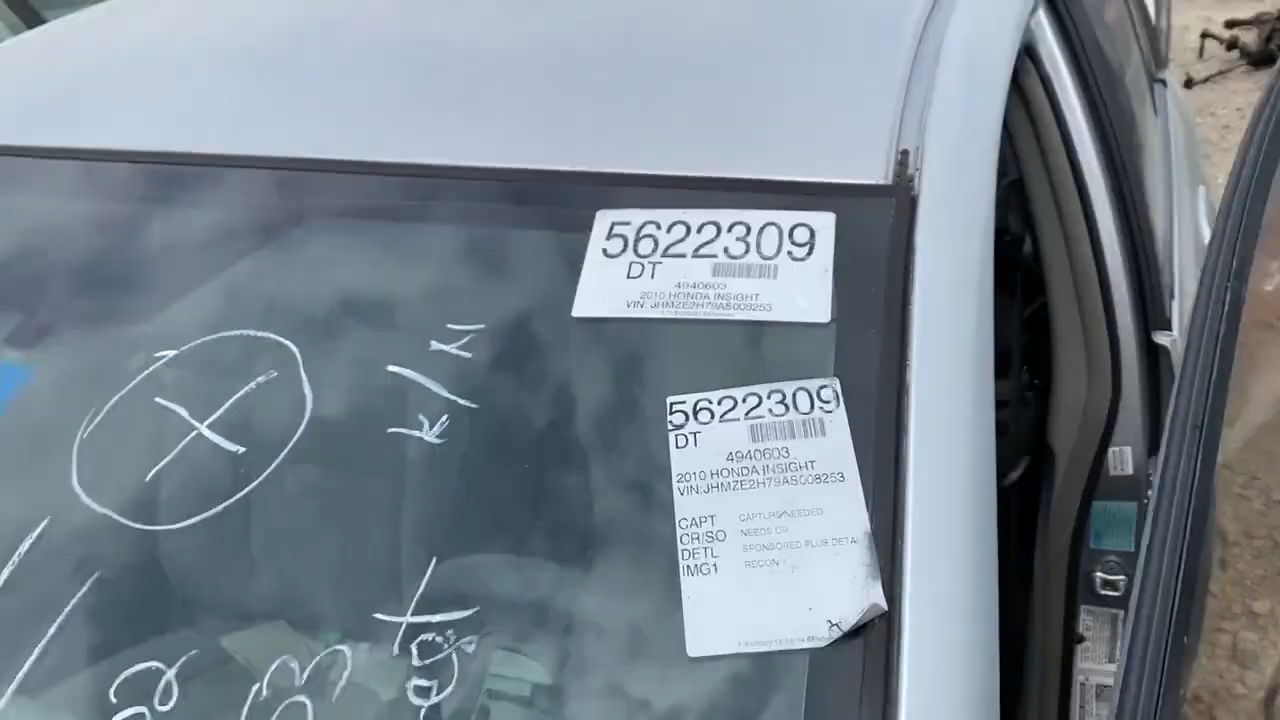 5622309
DT
4940603
2010 HONDA INSIGHT
VIN: JHMZE2H79AS008253
5622309
DT
4940603
2010 HONDA INSIGHT
VIN:JHMZE2H79AS008253
CAPT CAPTURE NEEDED
CR/SO NEEDS CR
DETL SPONSORED PLUS DETAI
IMG1 RECON